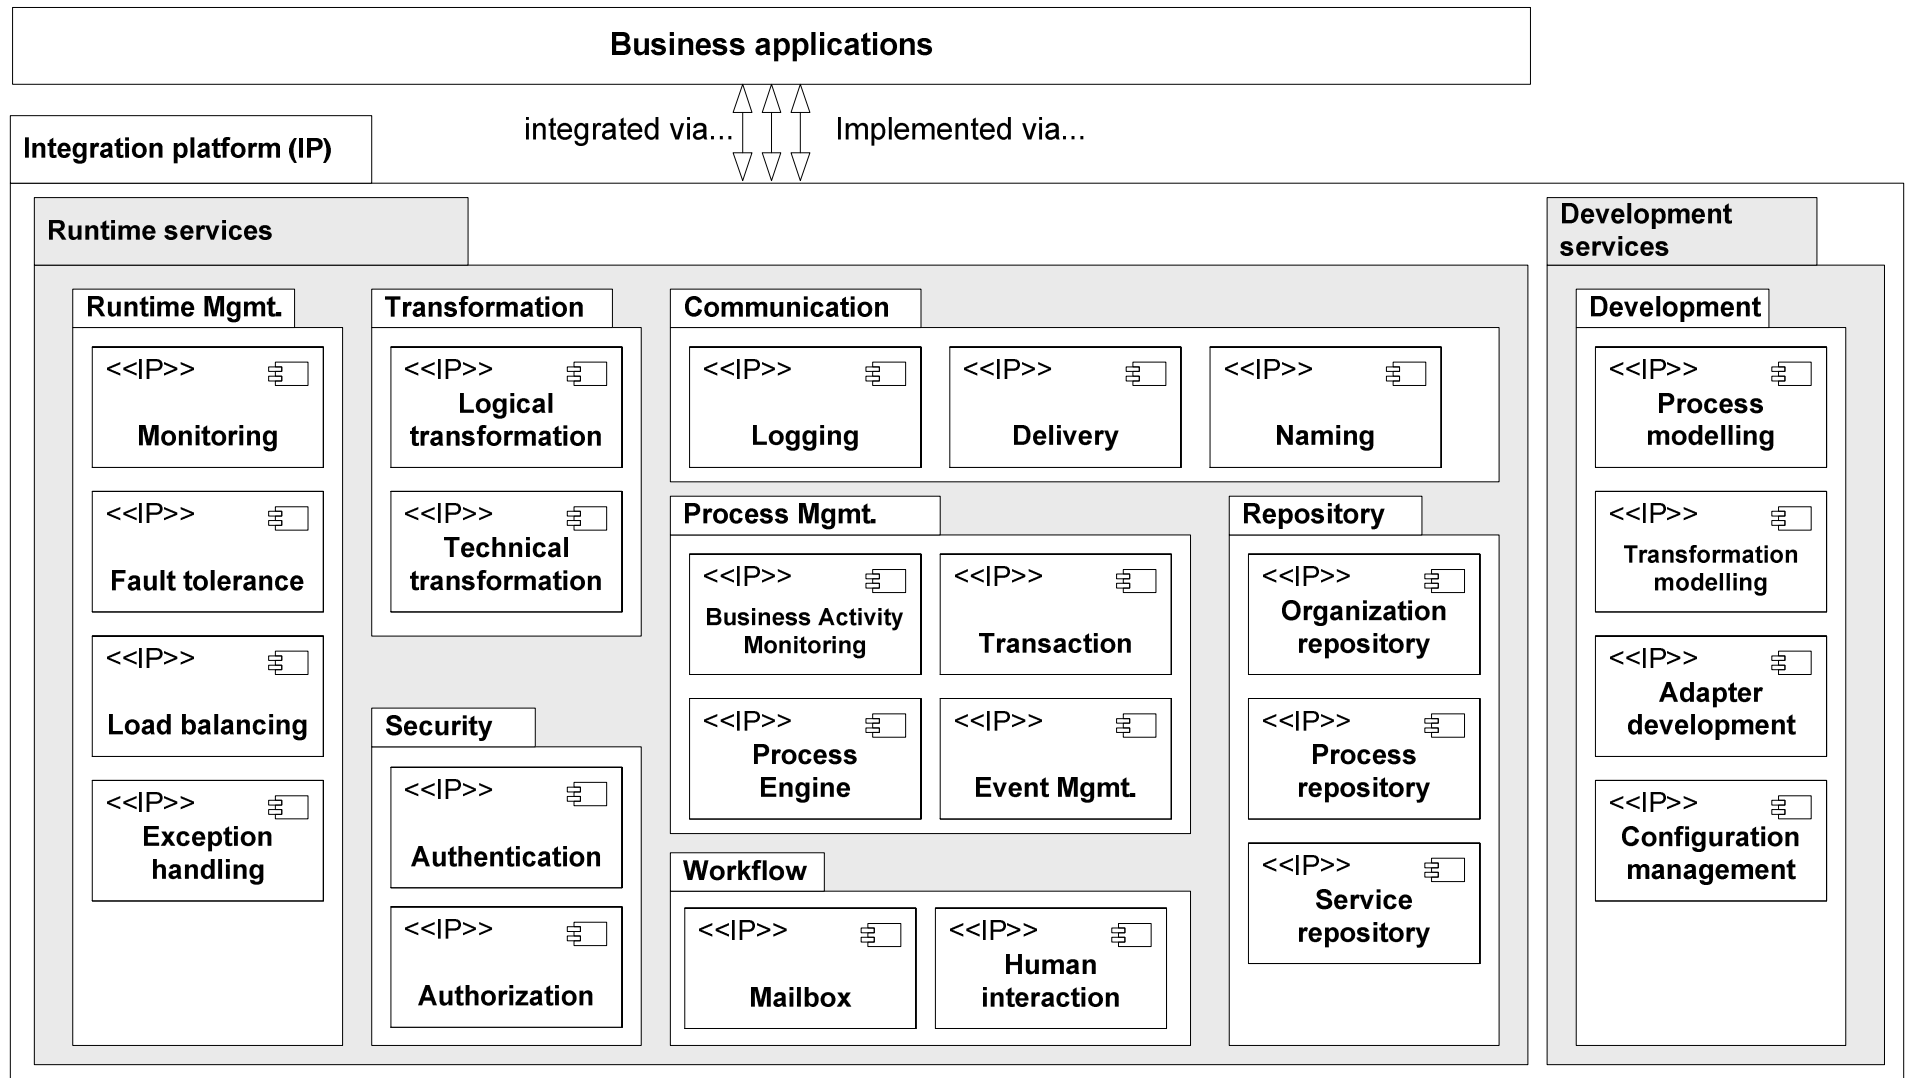 Business applications
integrated via...
Implemented via...
Integration platform (IP)
Runtime services
Runtime Mgmt.
<<IP>>
Monitoring
<<IP>>
Fault tolerance
<<IP>>
Load balancing
<<IP>>
Exception
handling
Transformation
<<IP>>
Logical
transformation
<<IP>>
Technical
transformation
Security
<<IP>>
Authentication
<<IP>>
Authorization
Communication
<<IP>>
Logging
<<IP>>
Delivery
<<IP>>
Naming
Process Mgmt.
<<IP>>
Business Activity
Monitoring
<<IP>>
Transaction
<<IP>>
Process
Engine
<<IP>>
Event Mgmt.
Workflow
<<IP>>
Mailbox
<<IP>>
Human
interaction
Repository
<<IP>>
Organization
repository
<<IP>>
Process
repository
<<IP>>
Service
repository
Development
services
Development
<<IP>>
Process
modelling
<<IP>>
Transformation
modelling
<<IP>>
Adapter
development
<<IP>>
Configuration
management